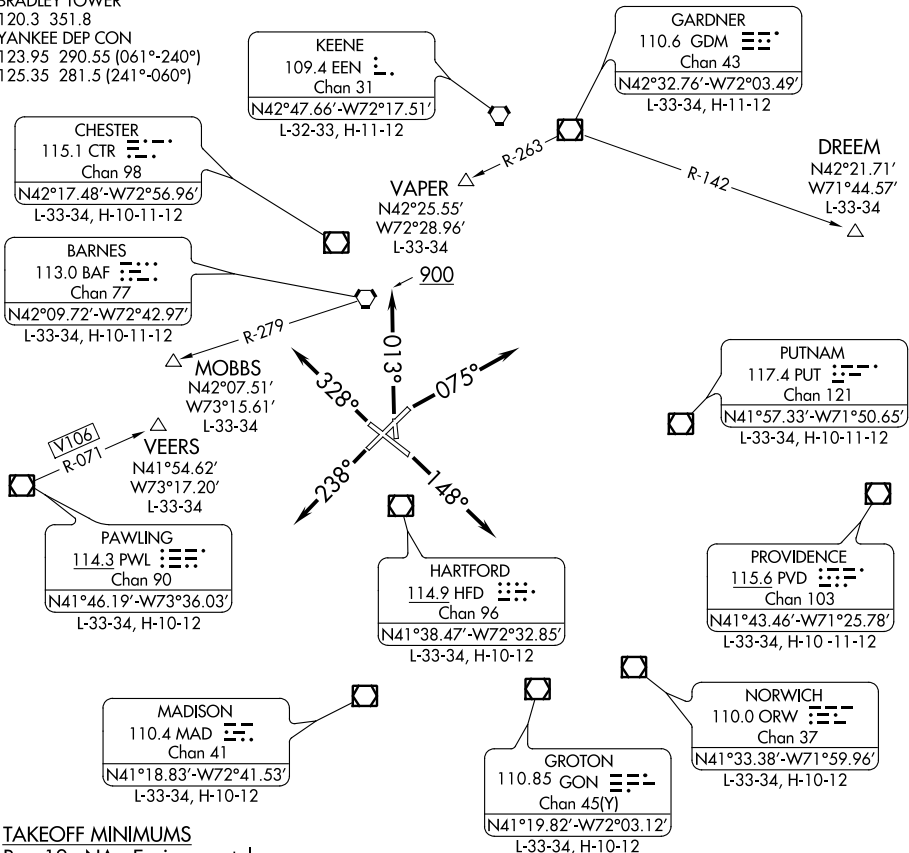 BRADLEY TOWER
120.3 351.8
YANKEE DEP CON
123.95 290.55 (061°-240°)
125.35 281.5 (241°-060°)
KEENE
109.4 EEN
Chan 31
N42°47.66'-W72°17.51'
L-32-33, H-11-12
GARDNER
110.6 GDM
Chan 43
N42°32.76'-W72°03.49'
L-33-34, H-11-12
CHESTER
115.1 CTR
Chan 98
N42°17.48'-W72°56.96'
L-33-34, H-10-11-12
R-263
R-142
DREEM
N42°21.71'
W71°44.57'
L-33-34
VAPER
N42°25.55'
W72°28.96'
L-33-34
BARNES
113.0 BAF
Chan 77
N42°09.72'-W72°42.97'
L-33-34, H-10-11-12
900
R-279
MOBBS
N42°07.51'
W73°15.61'
L-33-34
013°
328°
075°
238°
148°
PUTNAM
117.4 PUT
Chan 121
N41°57.33'-W71°50.65'
L-33-34, H-10-11-12
V106
R-071
VEERS
N41°54.62'
W73°17.20'
L-33-34
PAWLING
114.3 PWL
Chan 90
N41°46.19'-W73°36.03'
L-33-34, H-10-12
HARTFORD
114.9 HFD
Chan 96
N41°38.47'-W72°32.85'
L-33-34, H-10-12
PROVIDENCE
115.6 PVD
Chan 103
N41°43.46'-W71°25.78'
L-33-34, H-10 -11-12
MADISON
110.4 MAD
Chan 41
N41°18.83'-W72°41.53'
L-33-34, H-10-12
GROTON
110.85 GON
Chan 45(Y)
N41°19.82'-W72°03.12'
L-33-34, H-10-12
NORWICH
110.0 ORW
Chan 37
N41°33.38'-W71°59.96'
L-33-34, H-10-12
TAKEOFF MINIMUMS